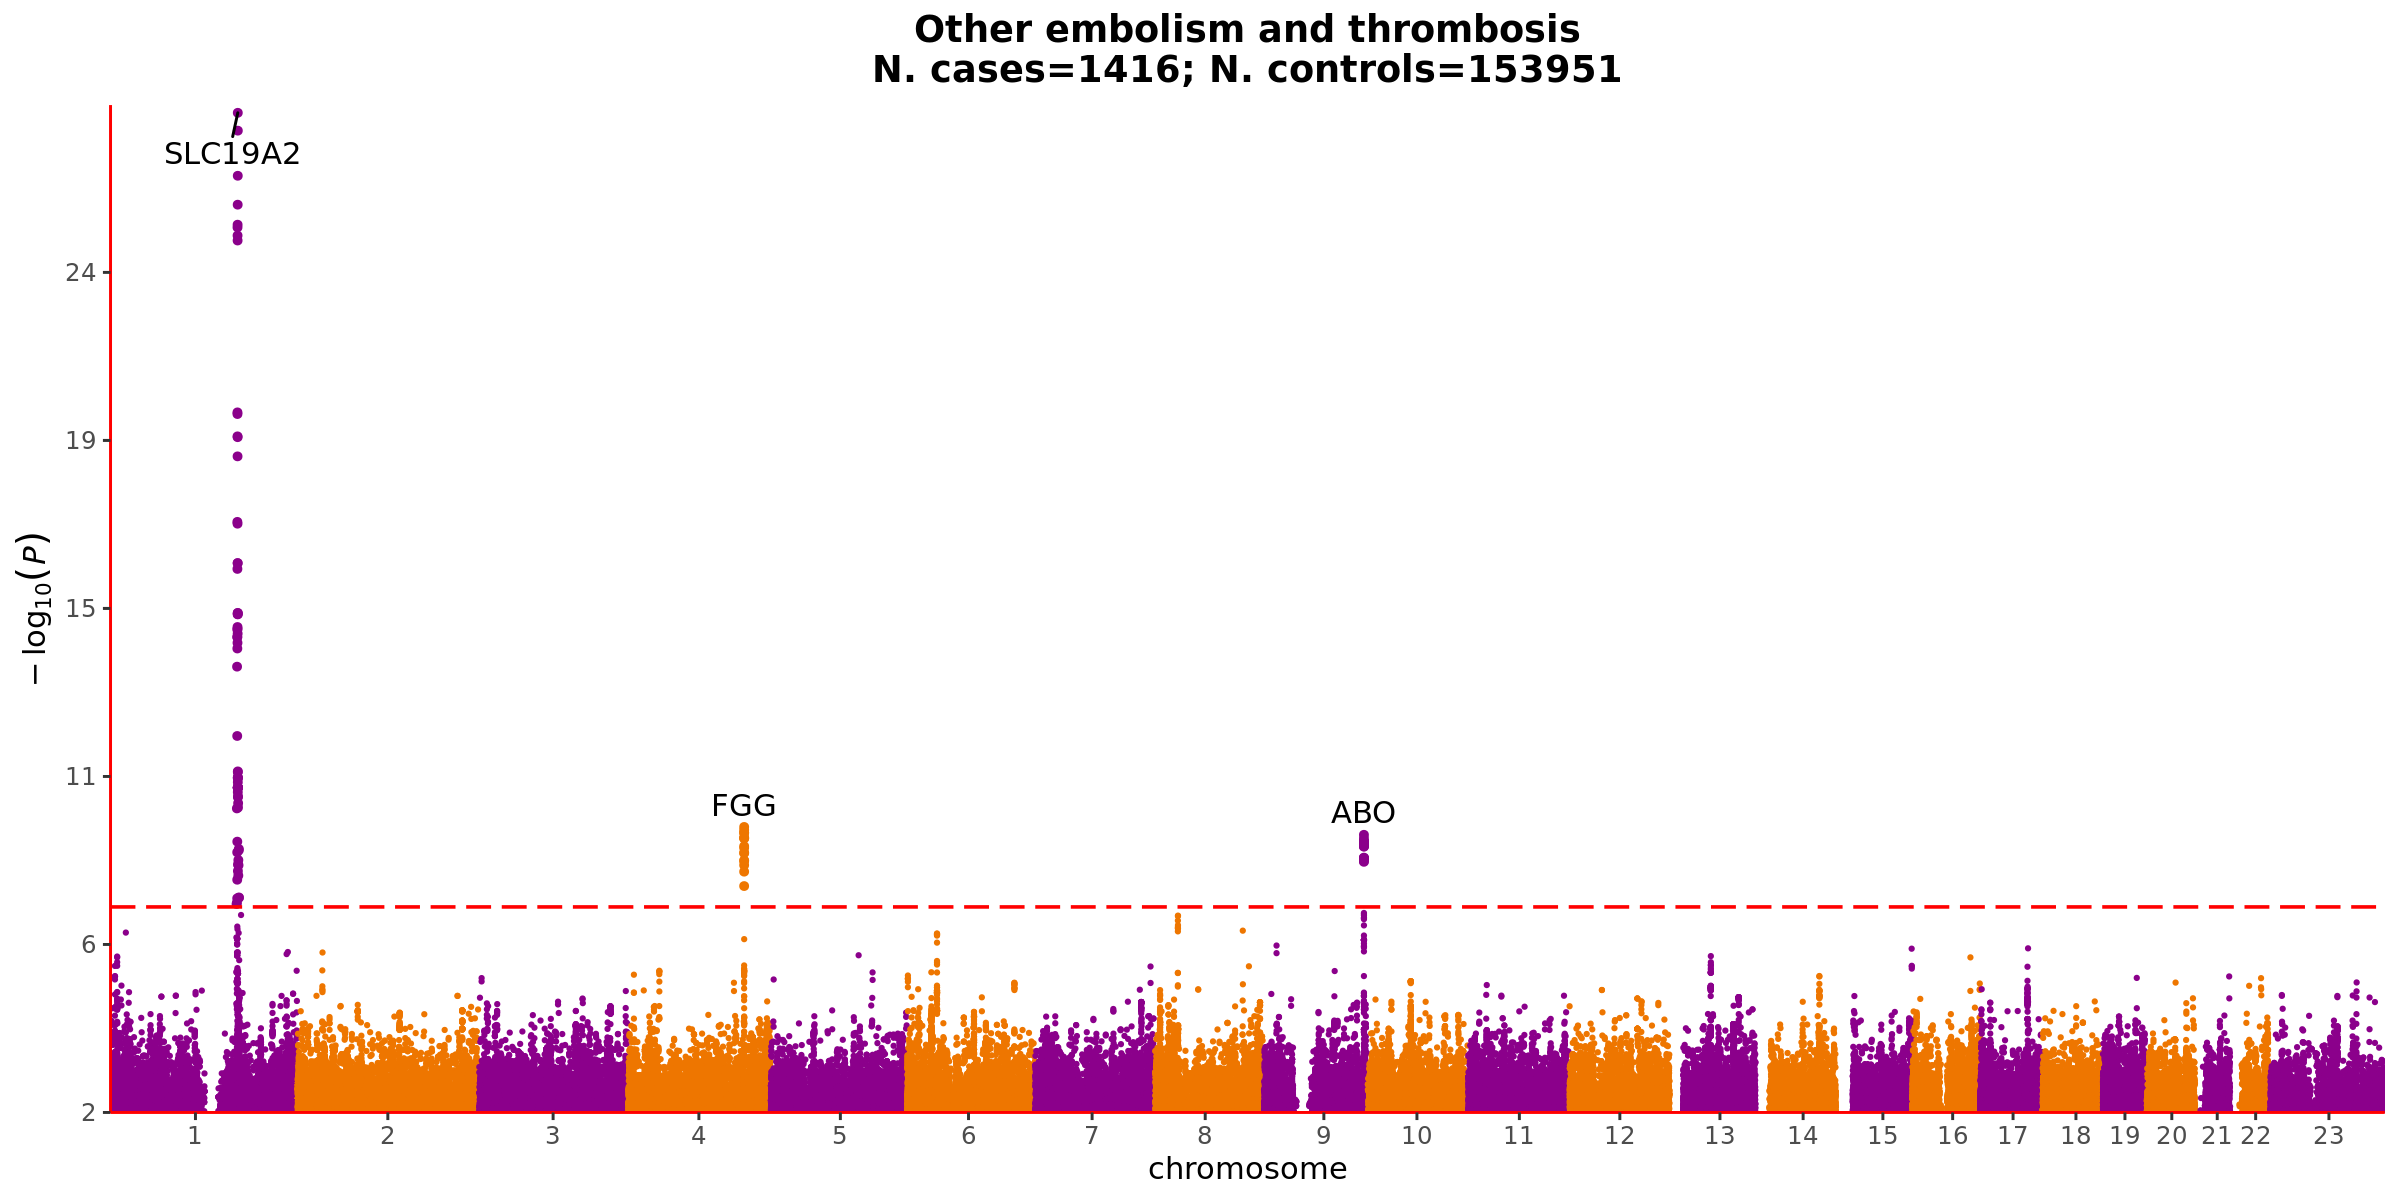 Other embolism and thrombosis
N. cases=1416; N. controls=153951
SLC19A2
24
19
15
11
6
2
−log₁₀(P)
FGG
ABO
1 2 3 4 5 6 7 8 9 10 11 12 13 14 15 16 17 18 19 20 21 22 23
chromosome